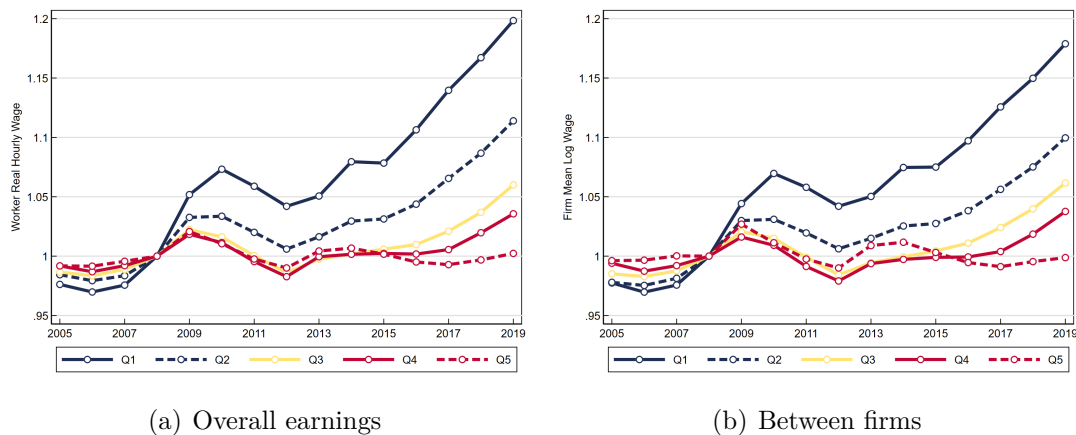 Worker Real Hourly Wage
1.2
1.15
1.1
1.05
1
.95
2005 2007 2009 2011 2013 2015 2017 2019
Q1 Q2 Q3 Q4 Q5
(a) Overall earnings
Firm Mean Log Wage
1.2
1.15
1.1
1.05
1
.95
2005 2007 2009 2011 2013 2015 2017 2019
Q1 Q2 Q3 Q4 Q5
(b) Between firms